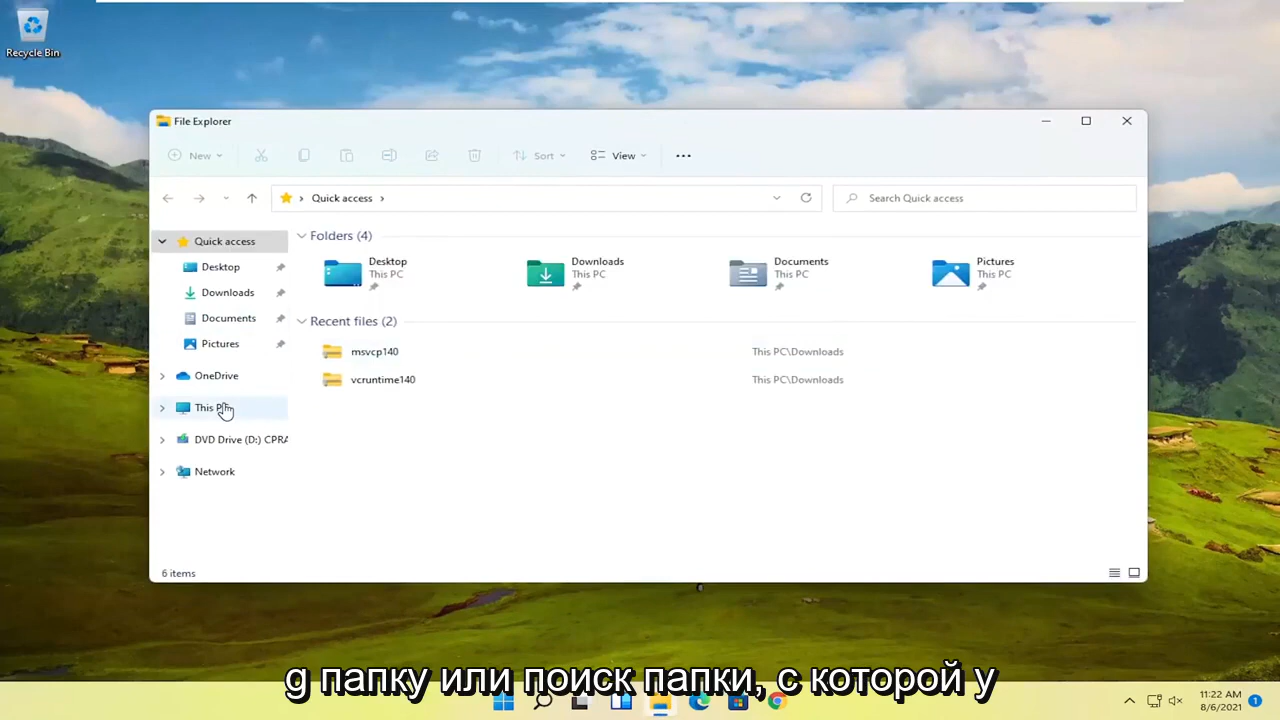 Recycle Bin
File Explorer
New
Sort
View
Quick access
Search Quick access
Quick access
Desktop
Downloads
Documents
Pictures
OneDrive
DVD Drive (D:) CPRA
Network
Folders (4)
Desktop
This PC
Downloads
This PC
Documents
This PC
Pictures
This PC
Recent files (2)
msvcp140
This PC\Downloads
vcruntime140
This PC\Downloads
6 items
g папку или поиск папки, с которой у
11:22 AM
8/6/2021
1